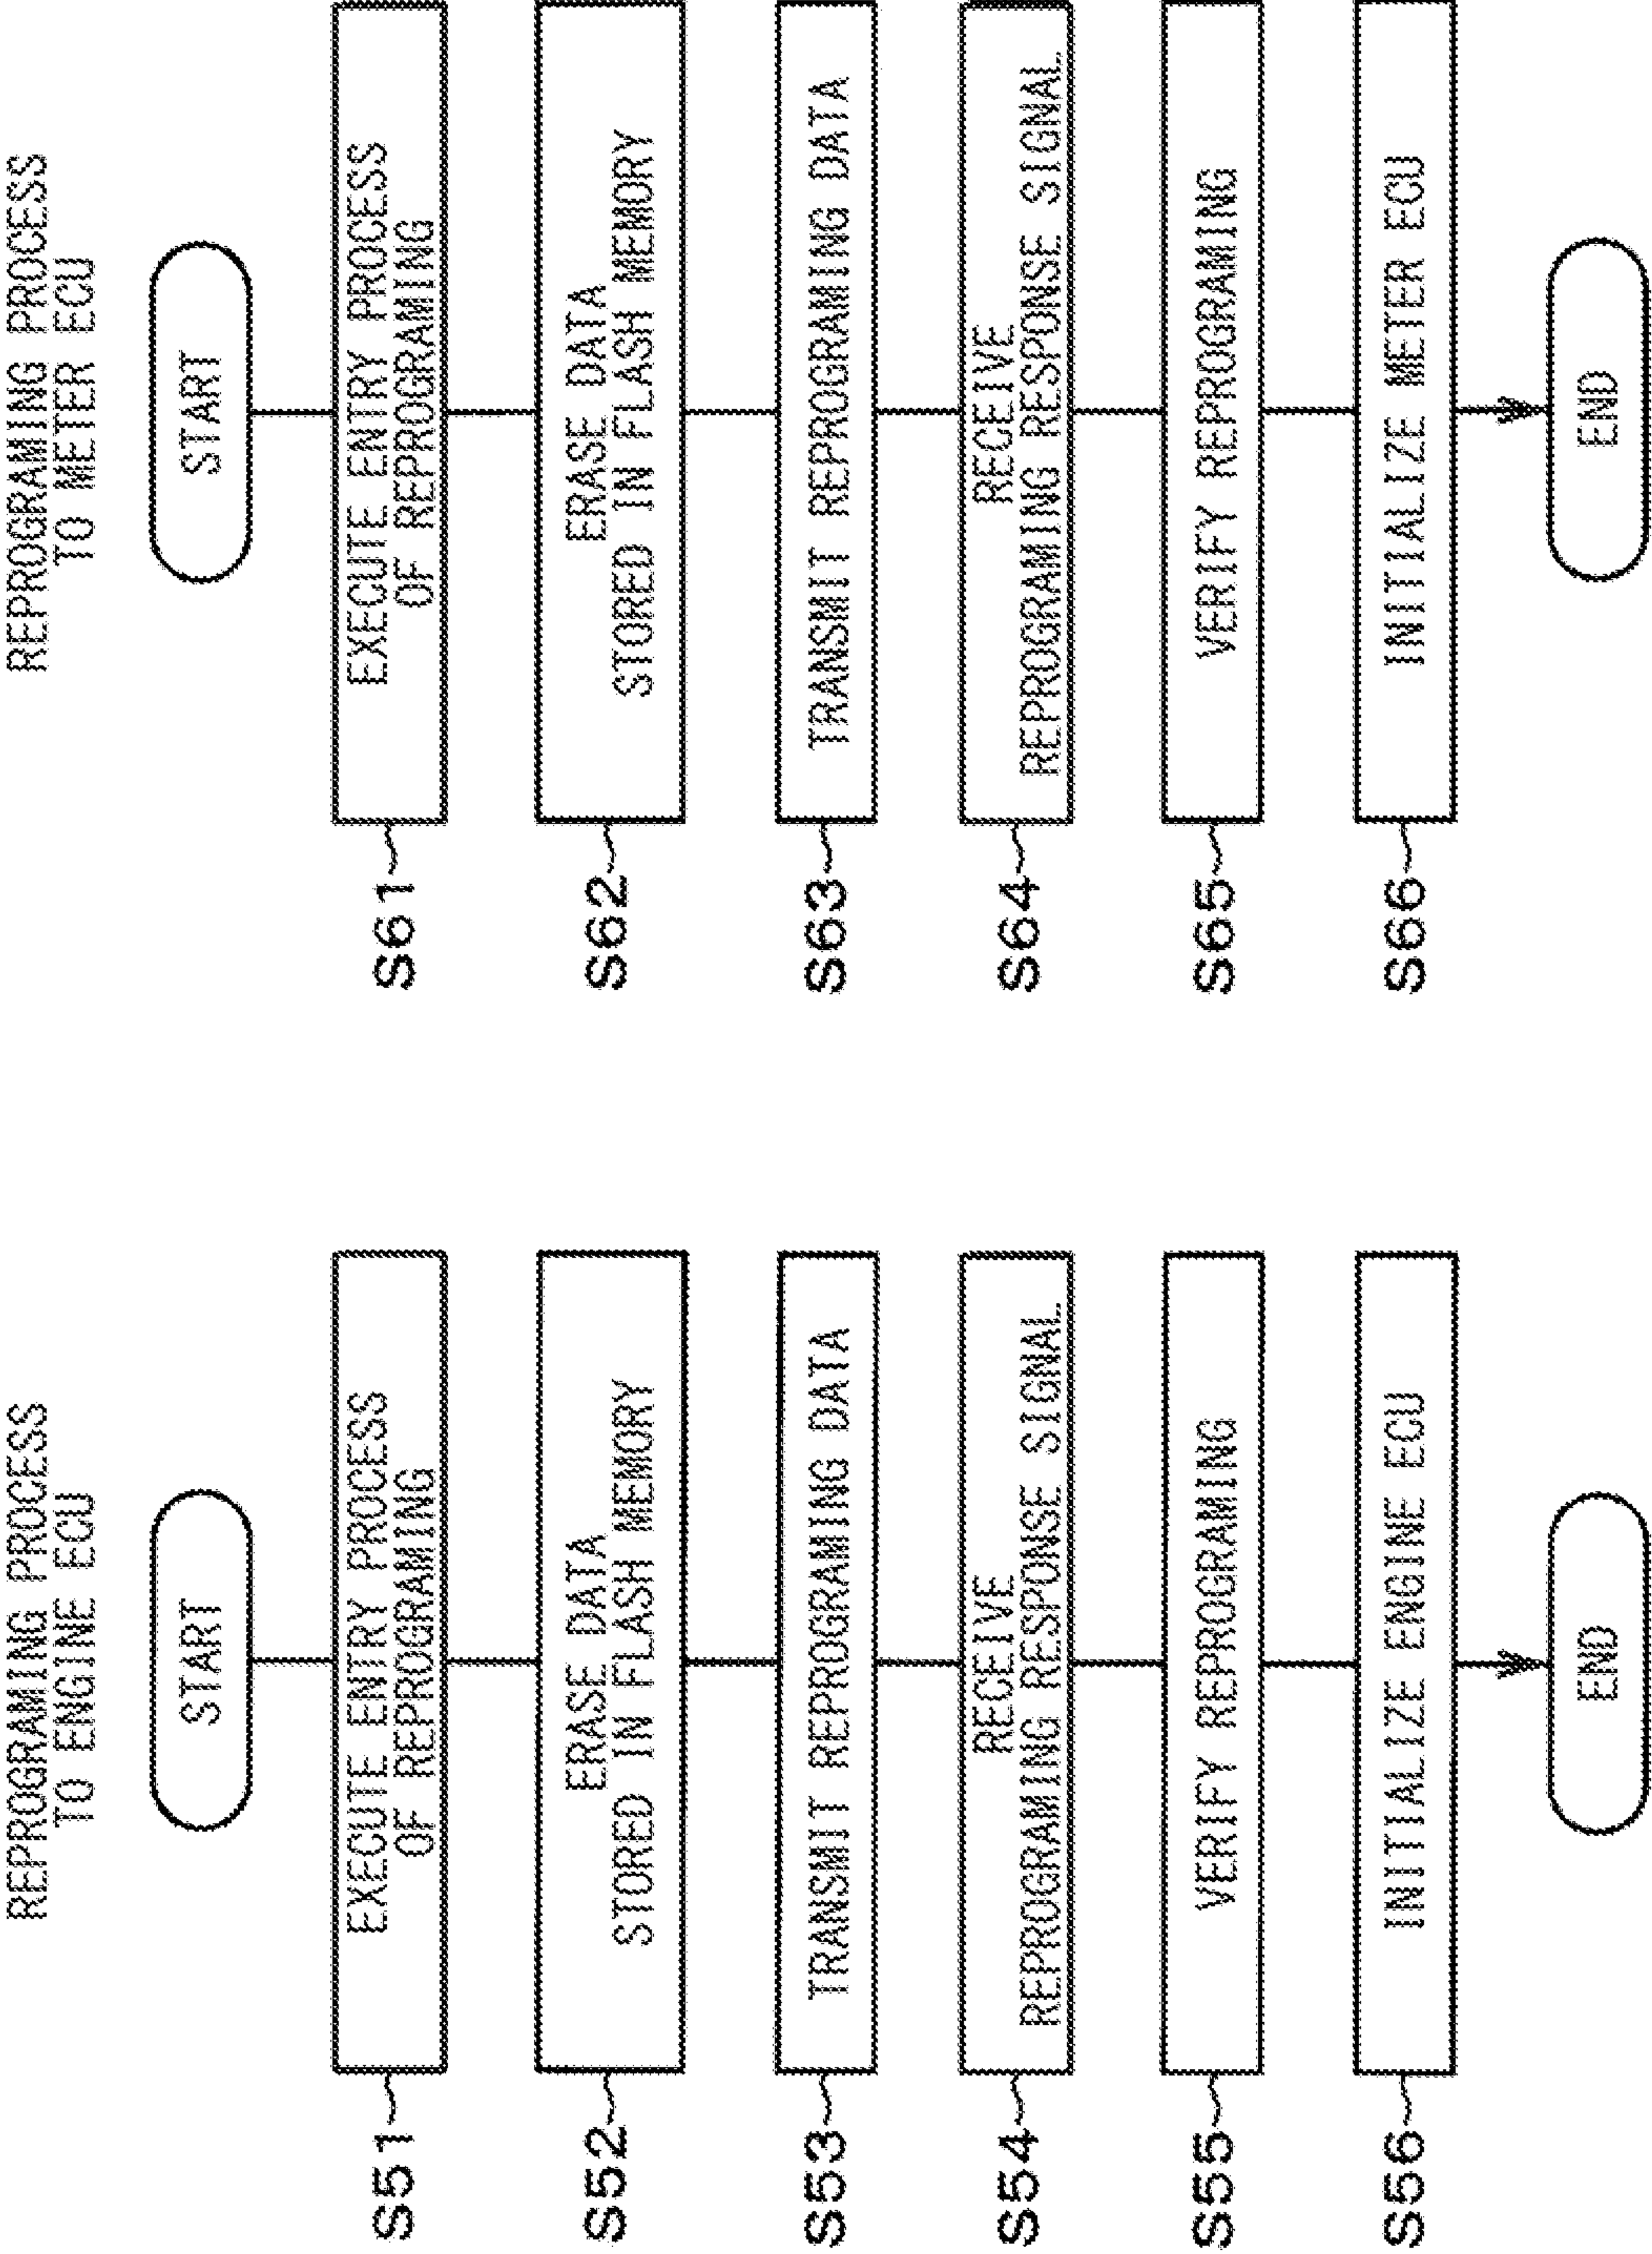 REPROGRAMING PROCESS
TO ENGINE ECU
START
S51
EXECUTE ENTRY PROCESS
OF REPROGRAMING
S52
ERASE DATA
STORED IN FLASH MEMORY
S53
TRANSMIT REPROGRAMING DATA
S54
RECEIVE
REPROGRAMING RESPONSE SIGNAL
S55
VERIFY REPROGRAMING
S56
INITIALIZE ENGINE ECU
END
REPROGRAMING PROCESS
TO METER ECU
START
S61
EXECUTE ENTRY PROCESS
OF REPROGRAMING
S62
ERASE DATA
STORED IN FLASH MEMORY
S63
TRANSMIT REPROGRAMING DATA
S64
RECEIVE
REPROGRAMING RESPONSE SIGNAL
S65
VERIFY REPROGRAMING
S66
INITIALIZE METER ECU
END